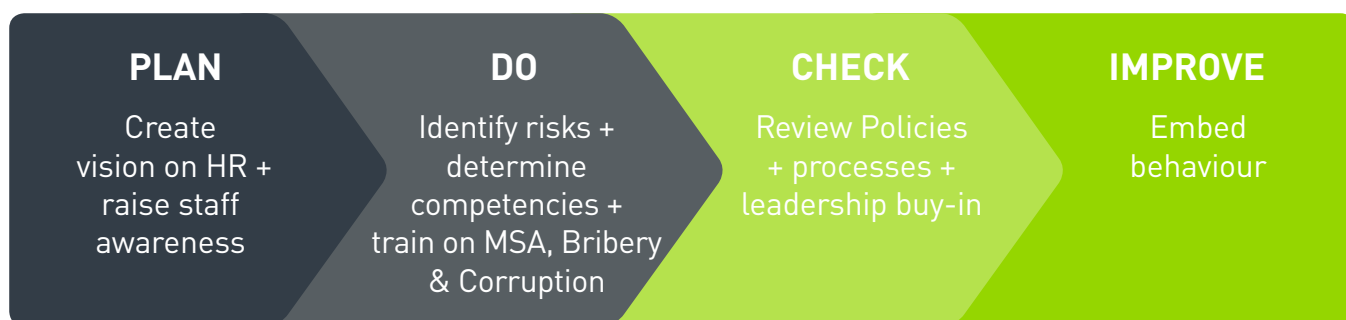 PLAN
Create
vision on HR +
raise staff
awareness
DO
Identify risks +
determine
competencies +
train on MSA, Bribery
& Corruption
CHECK
Review Policies
+ processes +
leadership buy-in
IMPROVE
Embed
behaviour